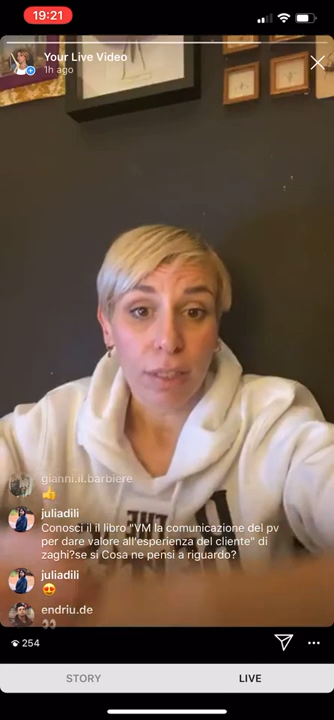 19:21
Your Live Video
1h ago
gianni.il.barbiere
👍
juliadili
Conosci il il libro "VM la comunicazione del pv
per dare valore all'esperienza del cliente" di
zaghi?se si Cosa ne pensi a riguardo?
juliadili
😍
endriu.de
👀
254
STORY
LIVE